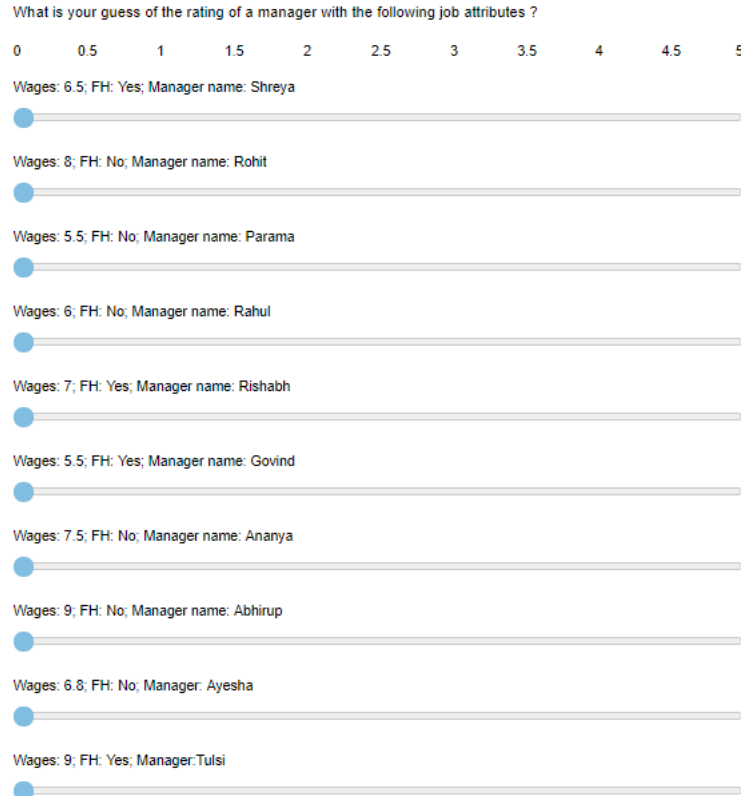 What is your guess of the rating of a manager with the following job attributes ?
0 0.5 1 1.5 2 2.5 3 3.5 4 4.5 5
Wages: 6.5; FH: Yes; Manager name: Shreya
Wages: 8; FH: No; Manager name: Rohit
Wages: 5.5; FH: No; Manager name: Parama
Wages: 6; FH: No; Manager name: Rahul
Wages: 7; FH: Yes; Manager name: Rishabh
Wages: 5.5; FH: Yes; Manager name: Govind
Wages: 7.5; FH: No; Manager name: Ananya
Wages: 9; FH: No; Manager name: Abhirup
Wages: 6.8; FH: No; Manager: Ayesha
Wages: 9; FH: Yes; Manager:Tulsi